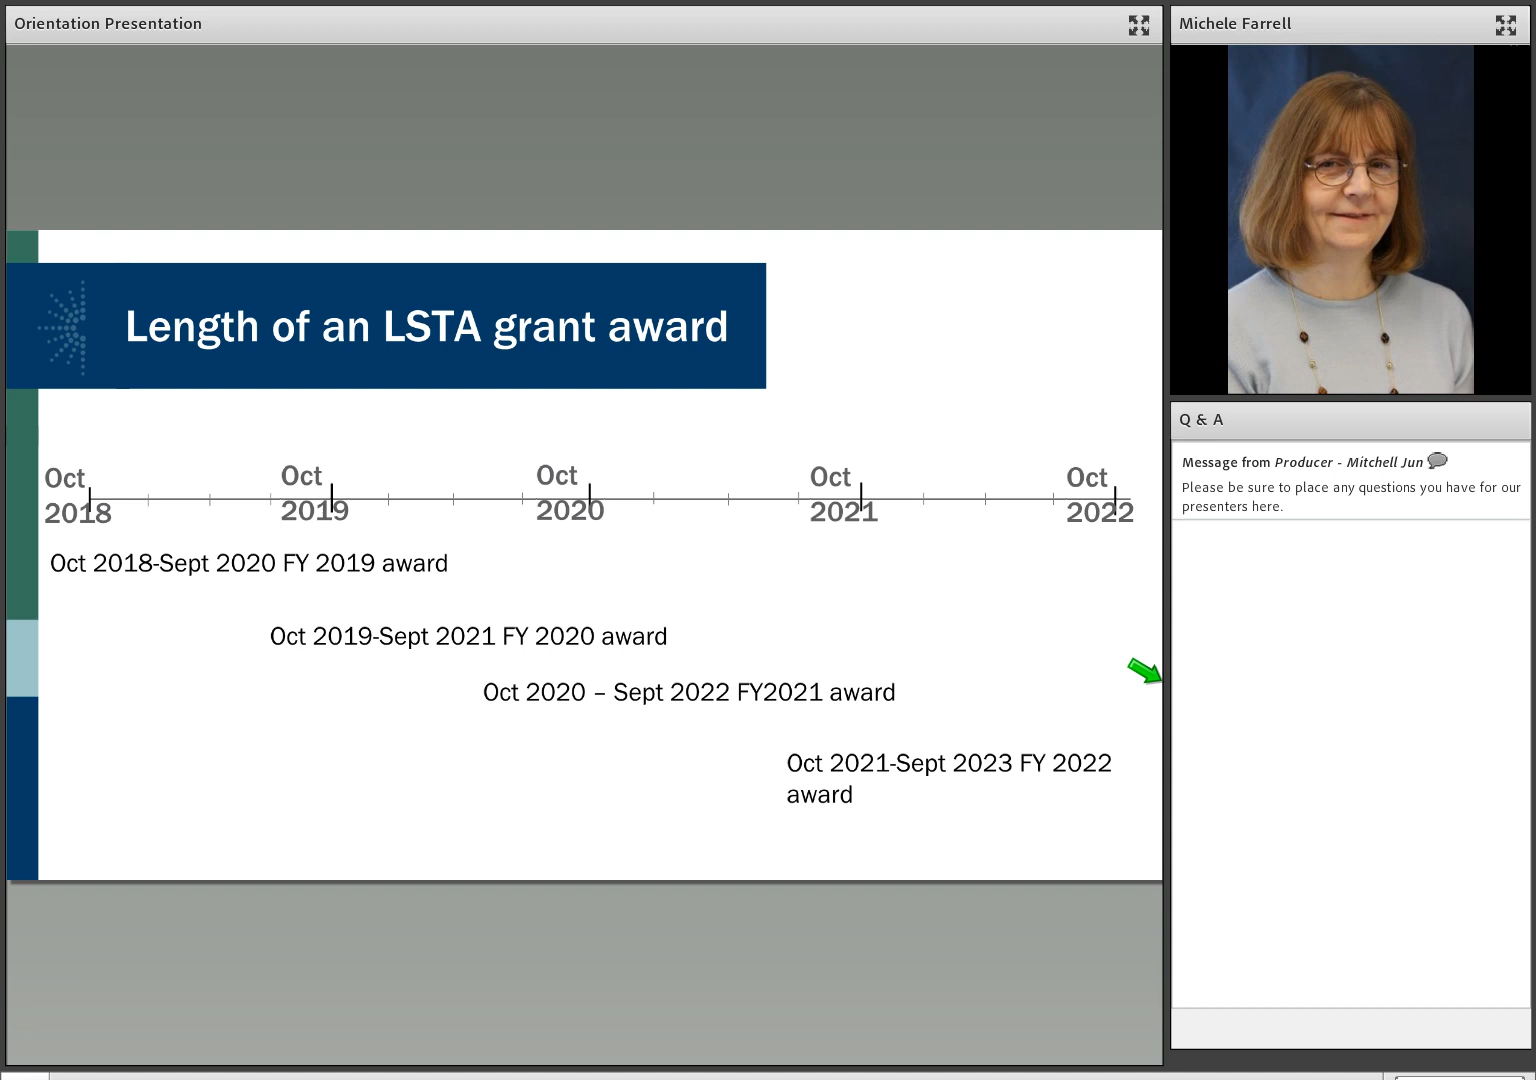 Orientation Presentation
Michele Farrell
Length of an LSTA grant award
Oct 2018
Oct 2019
Oct 2020
Oct 2021
Oct 2022
Oct 2018-Sept 2020 FY 2019 award
Oct 2019-Sept 2021 FY 2020 award
Oct 2020 – Sept 2022 FY2021 award
Oct 2021-Sept 2023 FY 2022
award
Q & A
Message from Producer - Mitchell Jun
Please be sure to place any questions you have for our
presenters here.